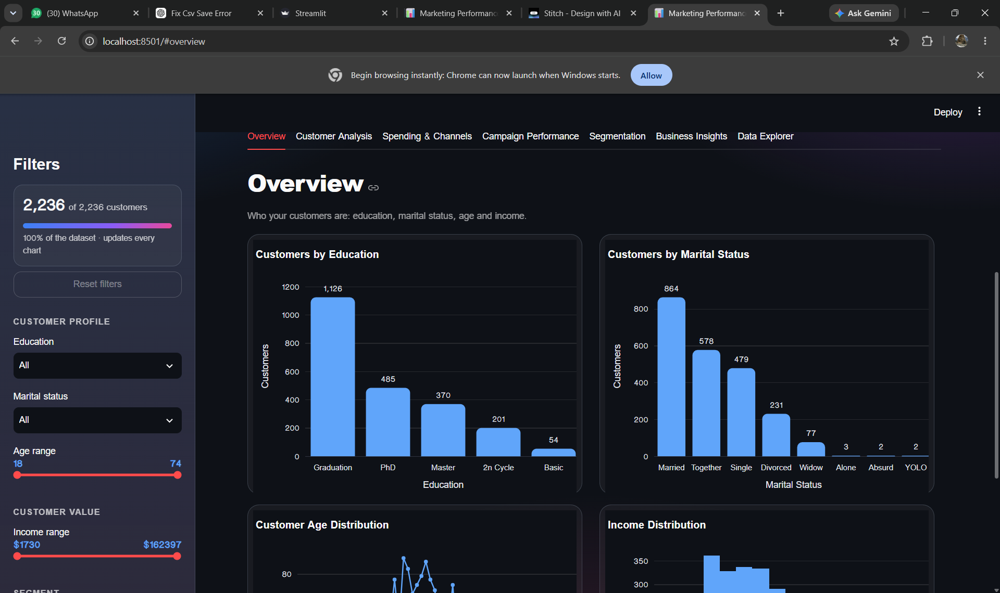 30
(30) WhatsApp
Fix Csv Save Error
Streamlit
Marketing Performanc
Stitch - Design with AI
Marketing Performanc
Ask Gemini
localhost:8501/#overview
Begin browsing instantly: Chrome can now launch when Windows starts.
Allow
Deploy
Filters
2,236 of 2,236 customers
100% of the dataset · updates every
chart
Reset filters
CUSTOMER PROFILE
Education
All
Marital status
All
Age range
18 74
CUSTOMER VALUE
Income range
$1730 $162397
SEGMENT
Overview Customer Analysis Spending & Channels Campaign Performance Segmentation Business Insights Data Explorer
Overview
Who your customers are: education, marital status, age and income.
Customers by Education
1200
1000
800
600
400
200
0
Customers
1,126
485
370
201
54
Graduation PhD Master 2n Cycle Basic
Education
Customers by Marital Status
800
600
400
200
0
Customers
864
578
479
231
77
3
2
2
Married Together Single Divorced Widow Alone Absurd YOLO
Marital Status
Customer Age Distribution
80
Income Distribution
350
300